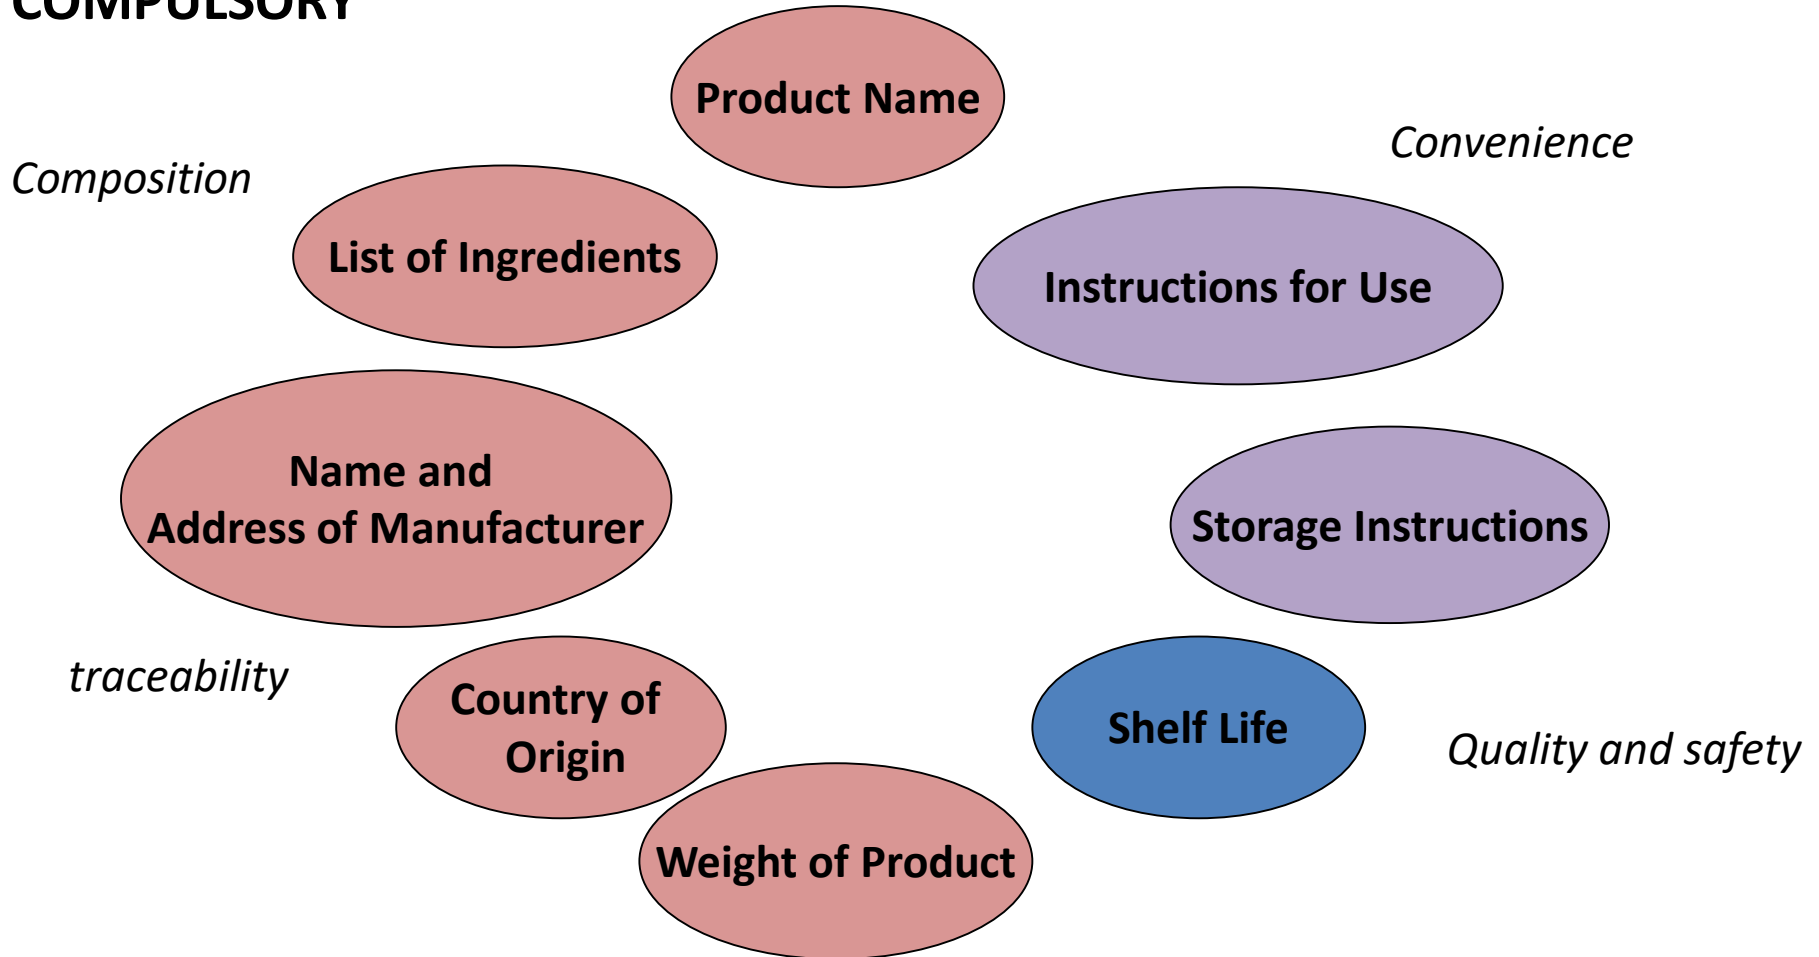 COMPULSORY
Product Name
Convenience
Composition
List of Ingredients
Instructions for Use
Name and
Address of Manufacturer
Storage Instructions
traceability
Country of
Origin
Shelf Life
Quality and safety
Weight of Product